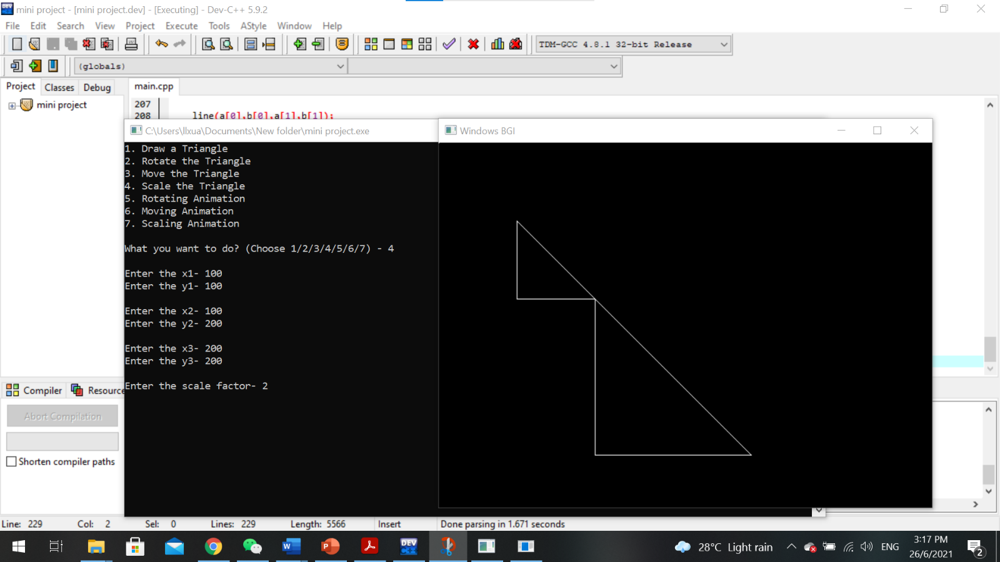 mini project - [mini project.dev] - [Executing] - Dev-C++ 5.9.2
File Edit Search View Project Execute Tools AStyle Window Help
TDM-GCC 4.8.1 32-bit Release
(globals)
Project Classes Debug
main.cpp
mini project
207
208 line(a[0],b[0],a[1],b[1]);
C:\Users\llxua\Documents\New folder\mini project.exe
Windows BGI
1. Draw a Triangle
2. Rotate the Triangle
3. Move the Triangle
4. Scale the Triangle
5. Rotating Animation
6. Moving Animation
7. Scaling Animation
What you want to do? (Choose 1/2/3/4/5/6/7) - 4
Enter the x1- 100
Enter the y1- 100
Enter the x2- 100
Enter the y2- 200
Enter the x3- 200
Enter the y3- 200
Enter the scale factor- 2
Compiler Resource
Abort Compilation
Shorten compiler paths
Line: 229 Col: 2 Sel: 0 Lines: 229 Length: 5566 Insert Done parsing in 1.671 seconds
DEV
28°C Light rain
ENG
3:17 PM
26/6/2021
2